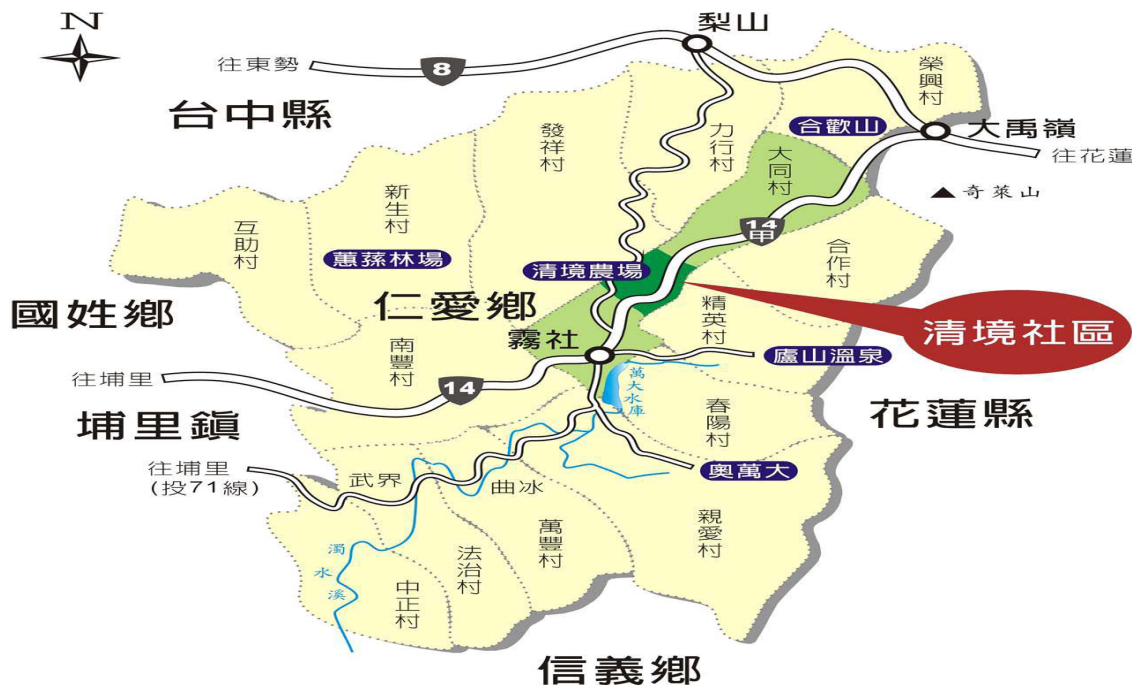 N
梨山
往東勢
8
榮興村
台中縣
發祥村
力行村
合歡山
大禹嶺
往花蓮
大同村
奇萊山
新生村
互助村
14
甲
合作村
蕙蓀林場
清境農場
國姓鄉
仁愛鄉
精英村
清境社區
霧社
南豐村
廬山溫泉
往埔里
14
萬大水庫
花蓮縣
埔里鎮
春陽村
往埔里
(投71線)
武界
曲冰
奧萬大
萬豐村
親愛村
濁水溪
法治村
中正村
信義鄉